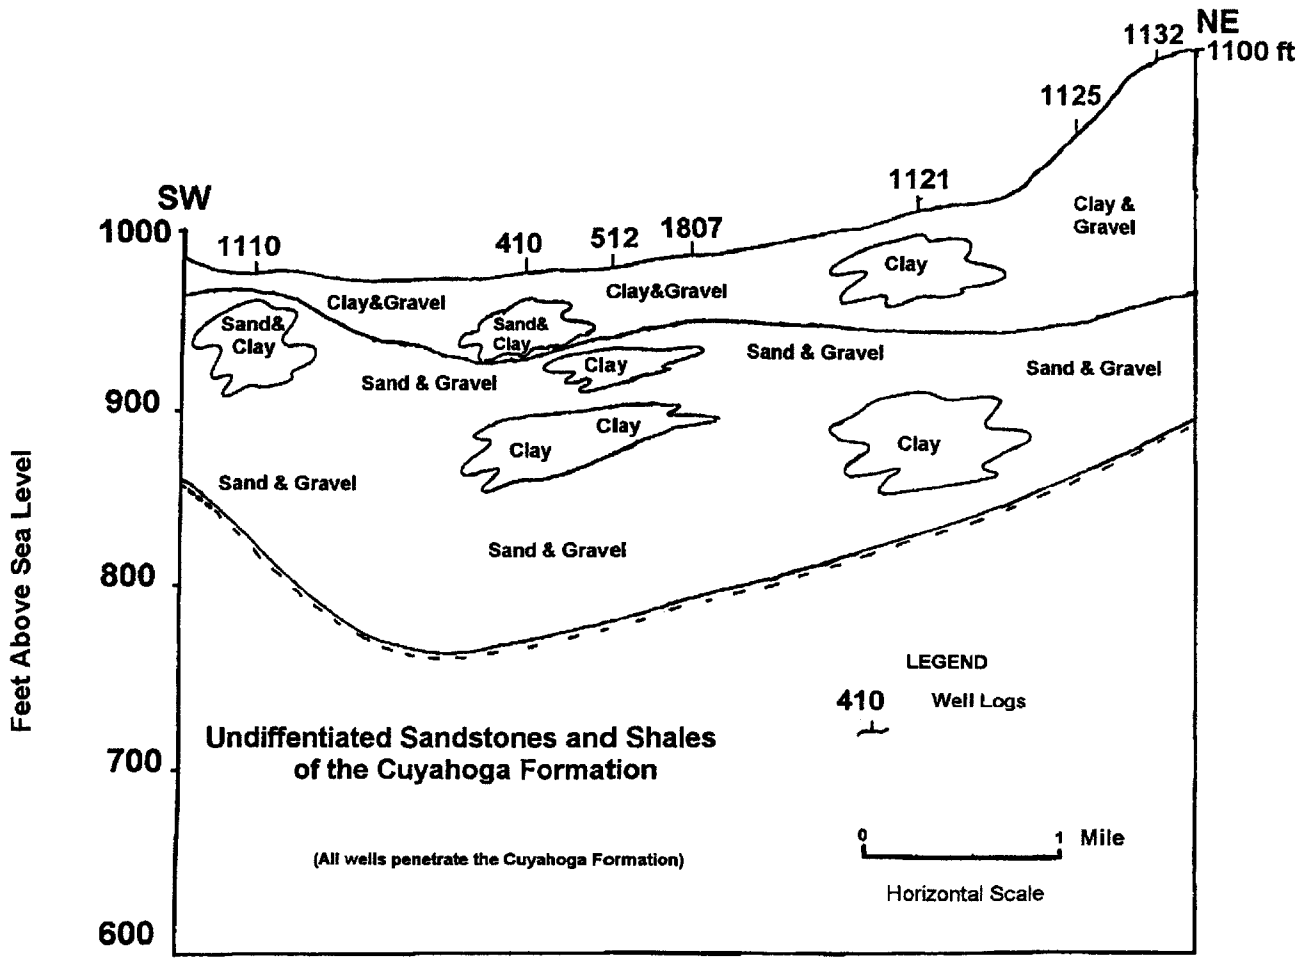 NE
1132
1100 ft
1125
1121
SW
1000
1110
410
512
1807
Clay &
Gravel
Clay
Clay&Gravel
Clay&Gravel
Sand&
Clay
Sand&
Clay
Sand & Gravel
Clay
Sand & Gravel
Sand & Gravel
900
Clay
Clay
Clay
Sand & Gravel
Sand & Gravel
800
Feet Above Sea Level
LEGEND
410 Well Logs
Undiffentiated Sandstones and Shales
of the Cuyahoga Formation
700
0 1 Mile
(All wells penetrate the Cuyahoga Formation)
Horizontal Scale
600